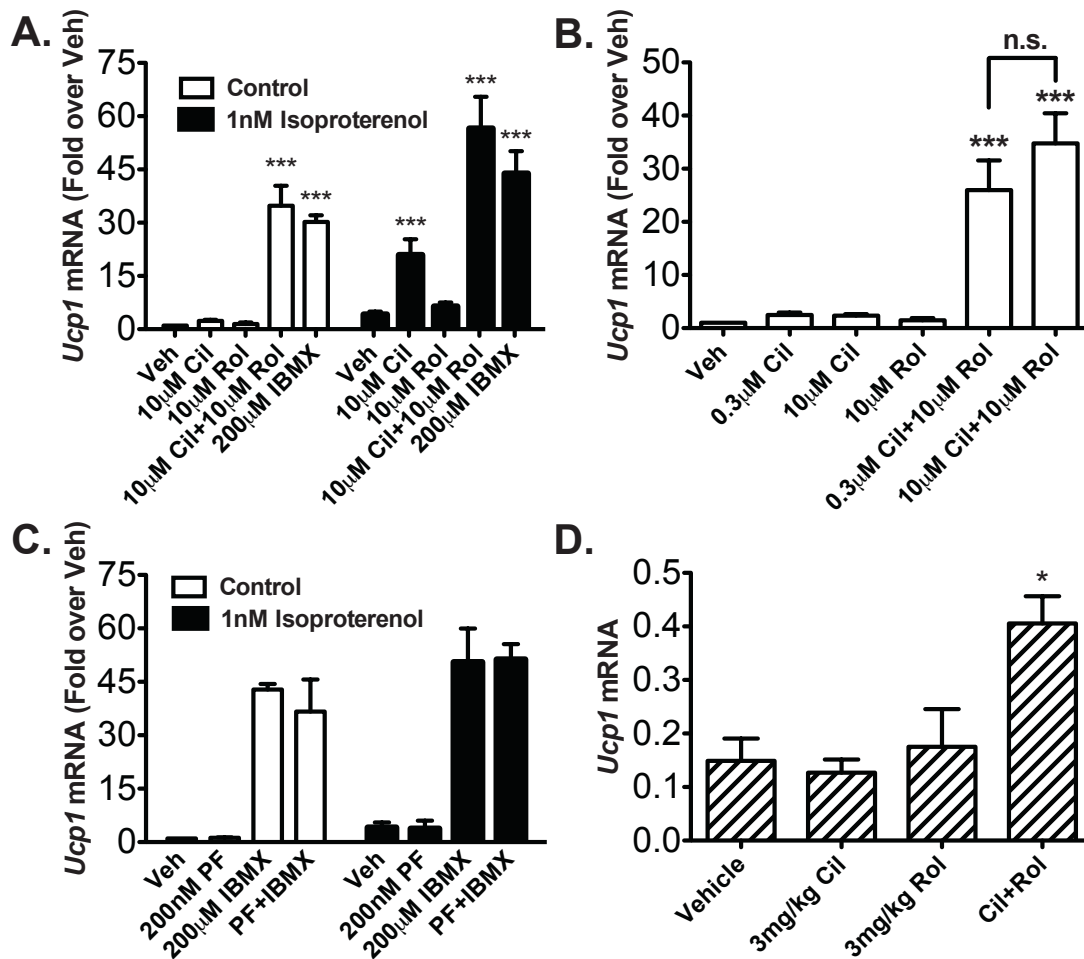 A.
Ucp1 mRNA (Fold over Veh)
75
60
45
30
15
0
Control
1nM Isoproterenol
***
***
***
***
***
Veh
10µM Cil
10µM Rol
10µM Cil+10µM Rol
200µM IBMX
Veh
10µM Cil
10µM Rol
10µM Cil+10µM Rol
200µM IBMX
B.
Ucp1 mRNA (Fold over Veh)
50
40
30
20
10
0
n.s.
***
***
Veh
0.3µM Cil
10µM Cil
10µM Rol
0.3µM Cil+10µM Rol
10µM Cil+10µM Rol
C.
Ucp1 mRNA (Fold over Veh)
75
60
45
30
15
0
Control
1nM Isoproterenol
Veh
200nM PF
200µM IBMX
PF+IBMX
Veh
200nM PF
200µM IBMX
PF+IBMX
D.
Ucp1 mRNA
0.5
0.4
0.3
0.2
0.1
0.0
*
Vehicle
3mg/kg Cil
3mg/kg Rol
Cil+Rol